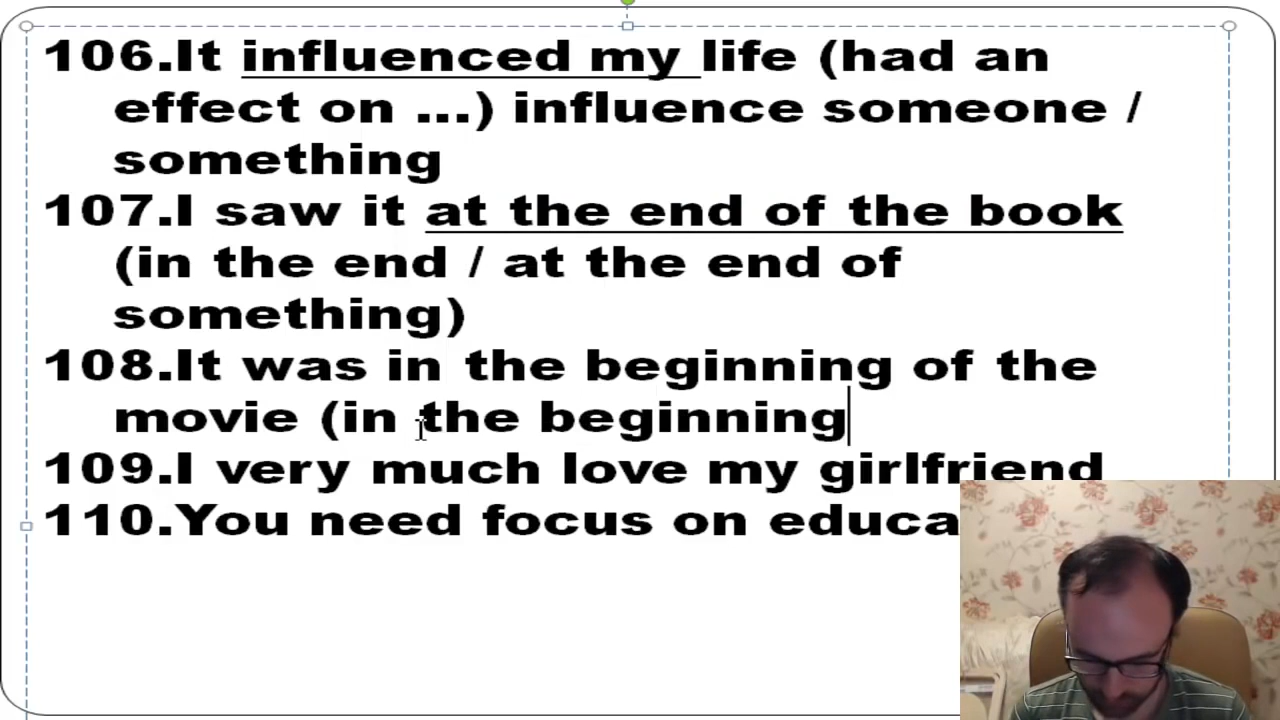 106.It influenced my life (had an
effect on ...) influence someone /
something
107.I saw it at the end of the book
(in the end / at the end of
something)
108.It was in the beginning of the
movie (in the beginning
109.I very much love my girlfriend
110.You need focus on educa